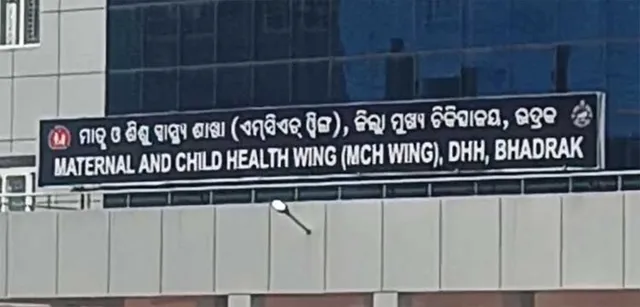 ମାତୃ ଓ ଶିଶୁ ସ୍ୱାସ୍ଥ୍ୟ ଶାଖା (ଏମ୍‌ସିଏଚ୍ ୱିଙ୍ଗ), ଜିଲ୍ଲା ମୁଖ୍ୟ ଚିକିତ୍ସାଳୟ, ଭଦ୍ରକ
MATERNAL AND CHILD HEALTH WING (MCH WING), DHH, BHADRAK